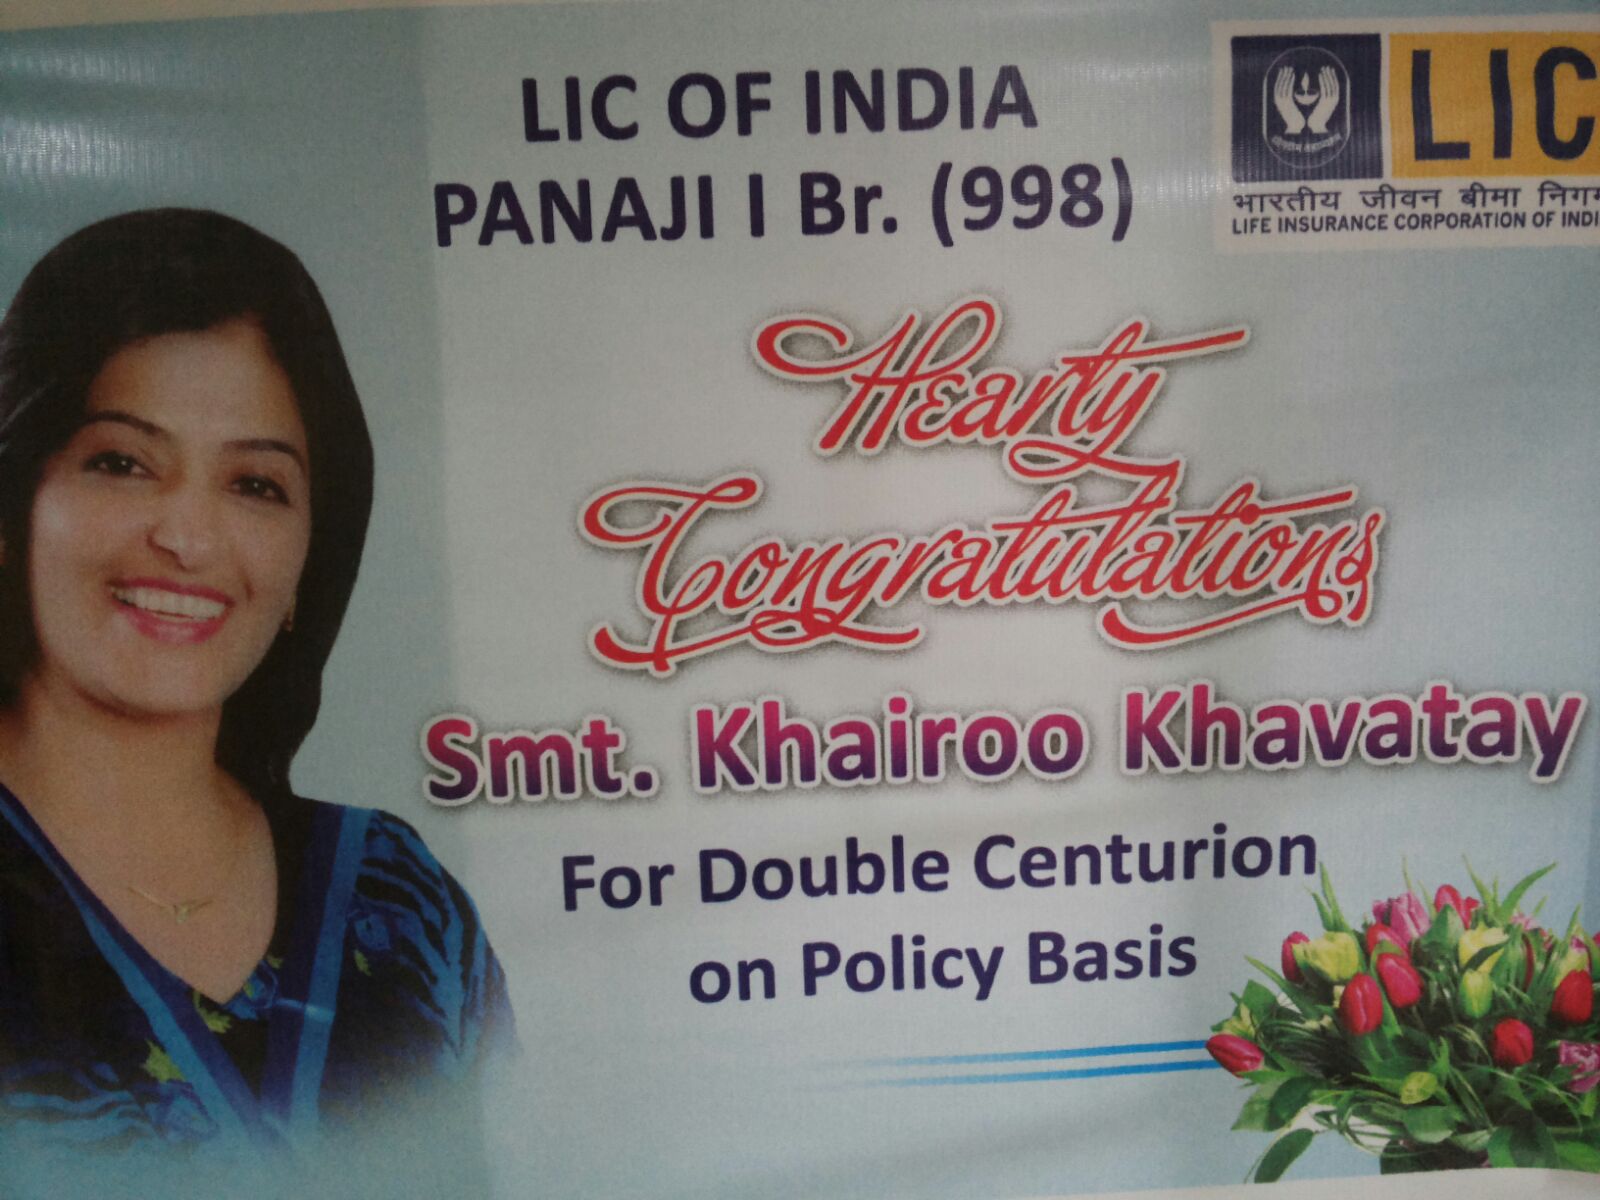 LIC OF INDIA
PANAJI I Br. (998)
LIC
भारतीय जीवन बीमा निगम
LIFE INSURANCE CORPORATION OF INDI
Hearty
Congratulations
Smt. Khairoo Khavatay
For Double Centurion
on Policy Basis